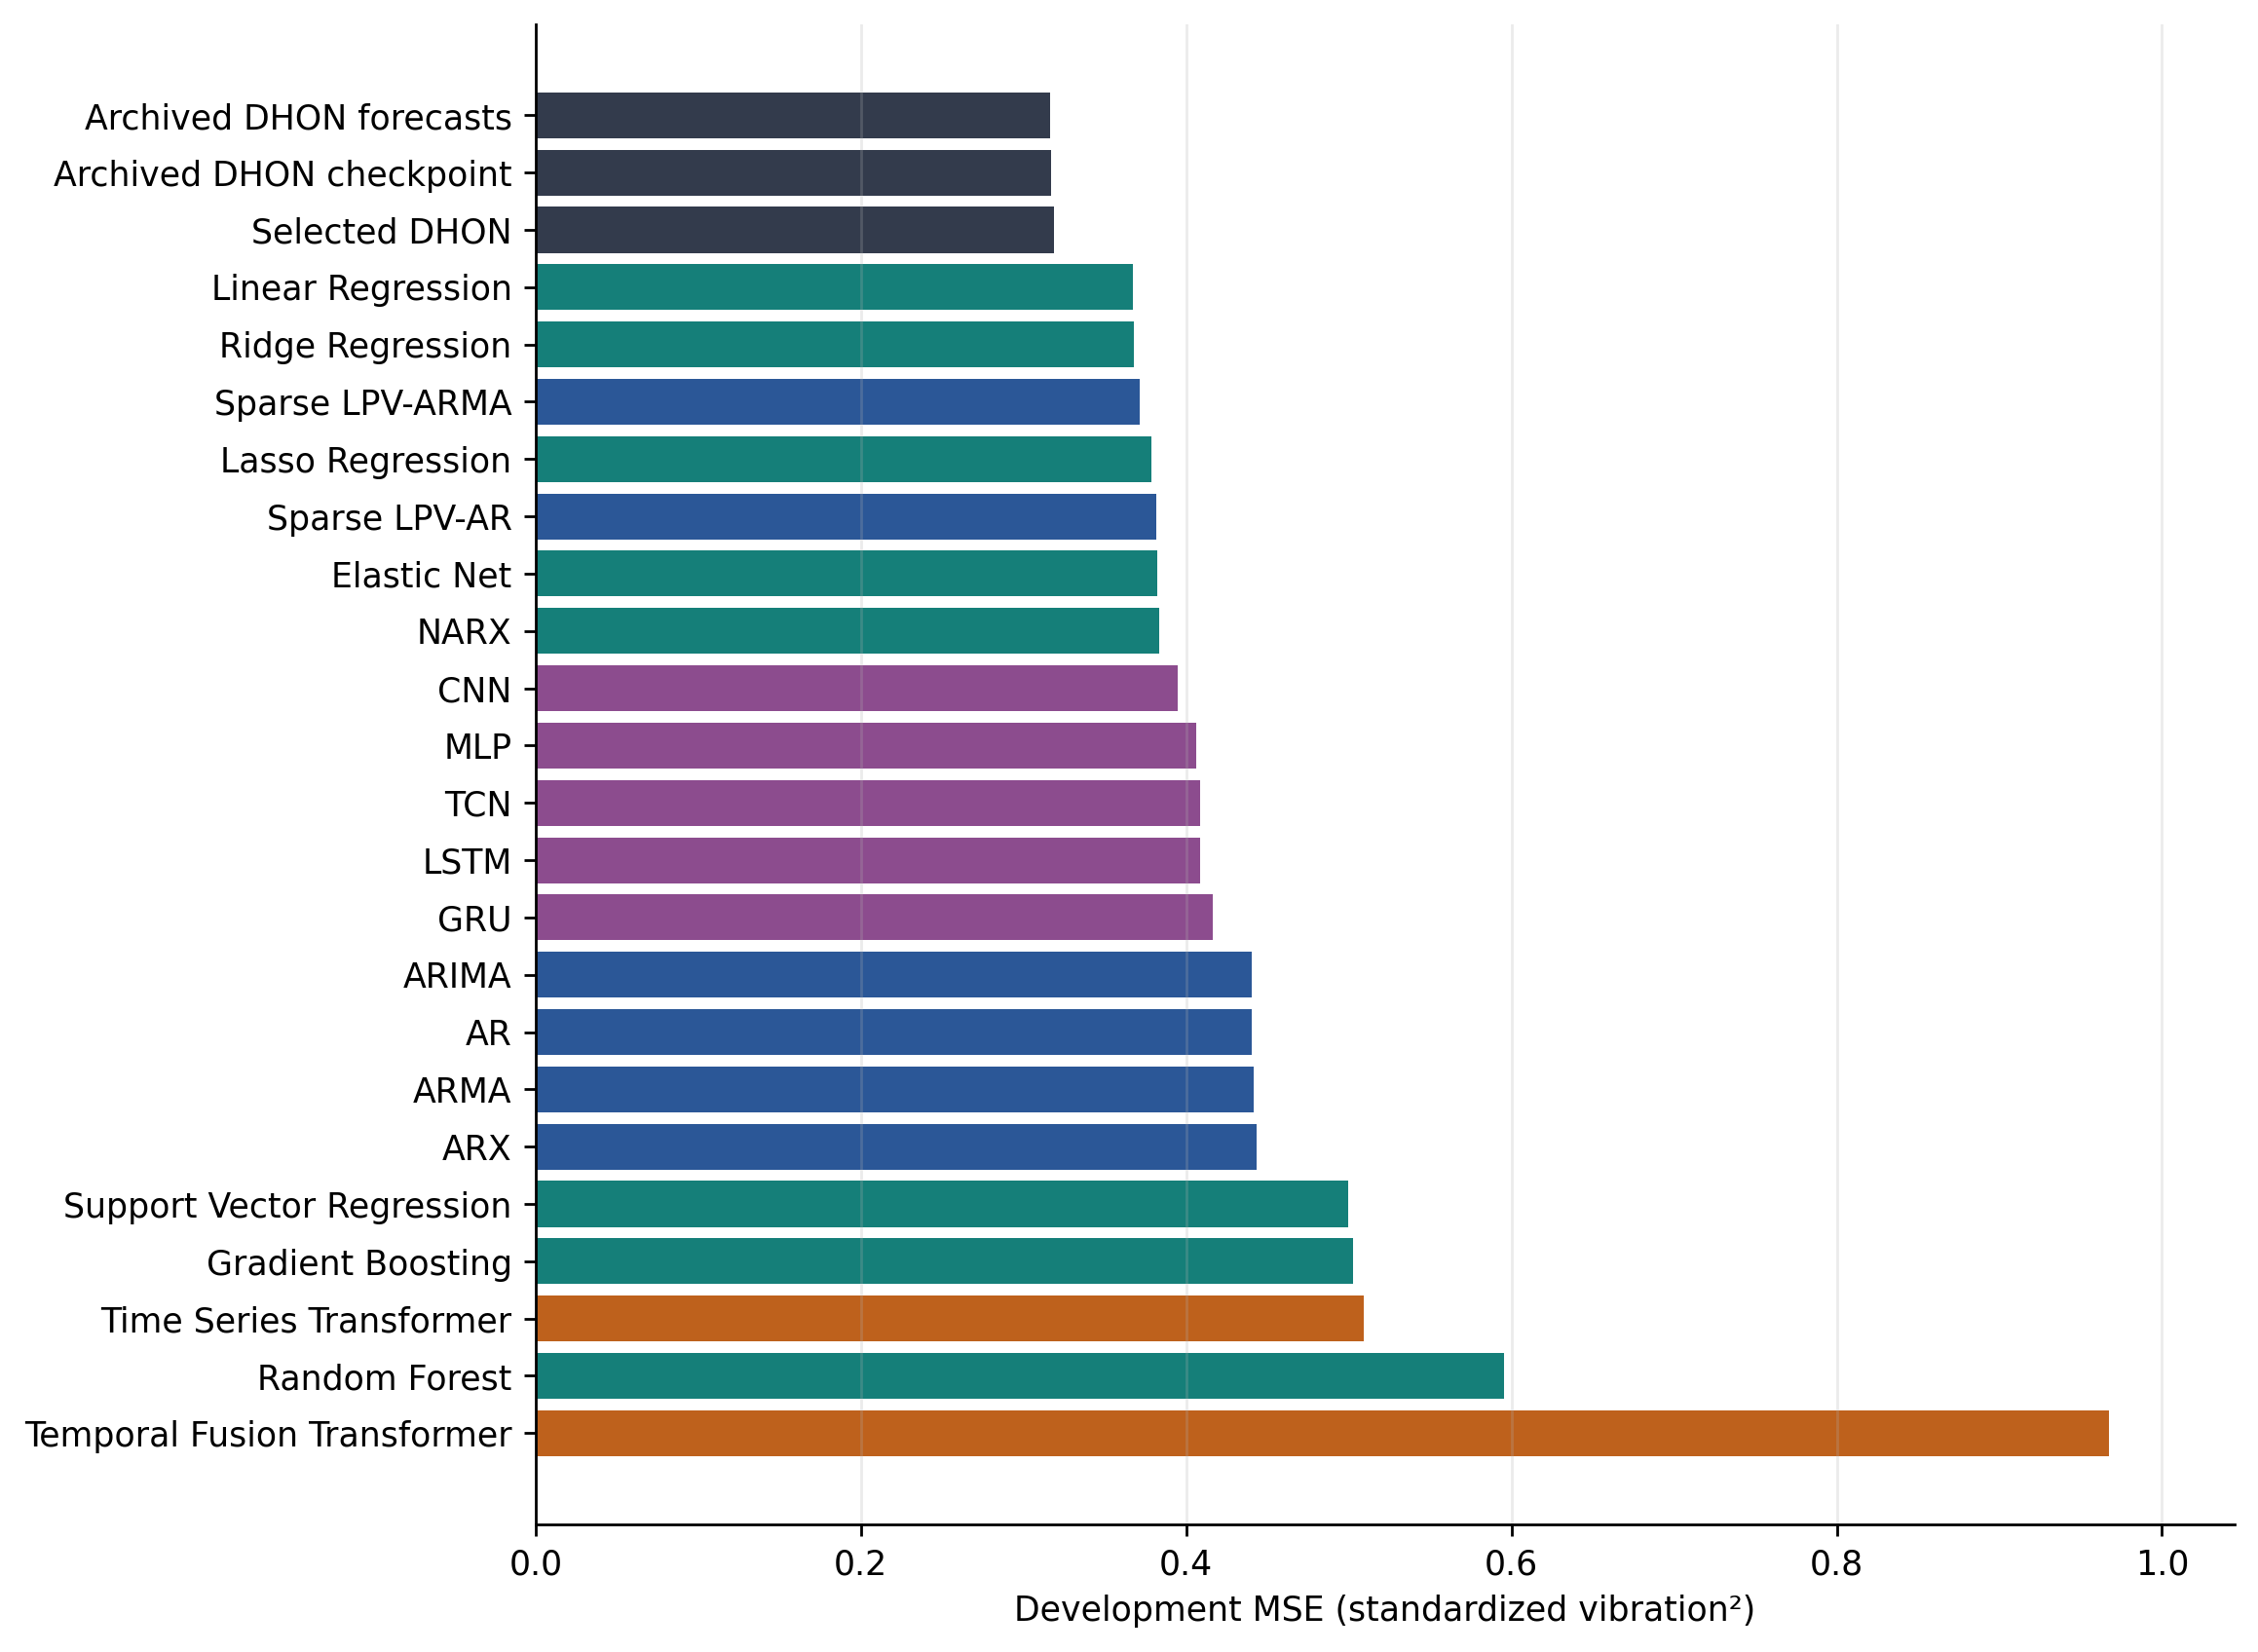 Archived DHON forecasts
Archived DHON checkpoint
Selected DHON
Linear Regression
Ridge Regression
Sparse LPV-ARMA
Lasso Regression
Sparse LPV-AR
Elastic Net
NARX
CNN
MLP
TCN
LSTM
GRU
ARIMA
AR
ARMA
ARX
Support Vector Regression
Gradient Boosting
Time Series Transformer
Random Forest
Temporal Fusion Transformer
0.0 0.2 0.4 0.6 0.8 1.0
Development MSE (standardized vibration²)